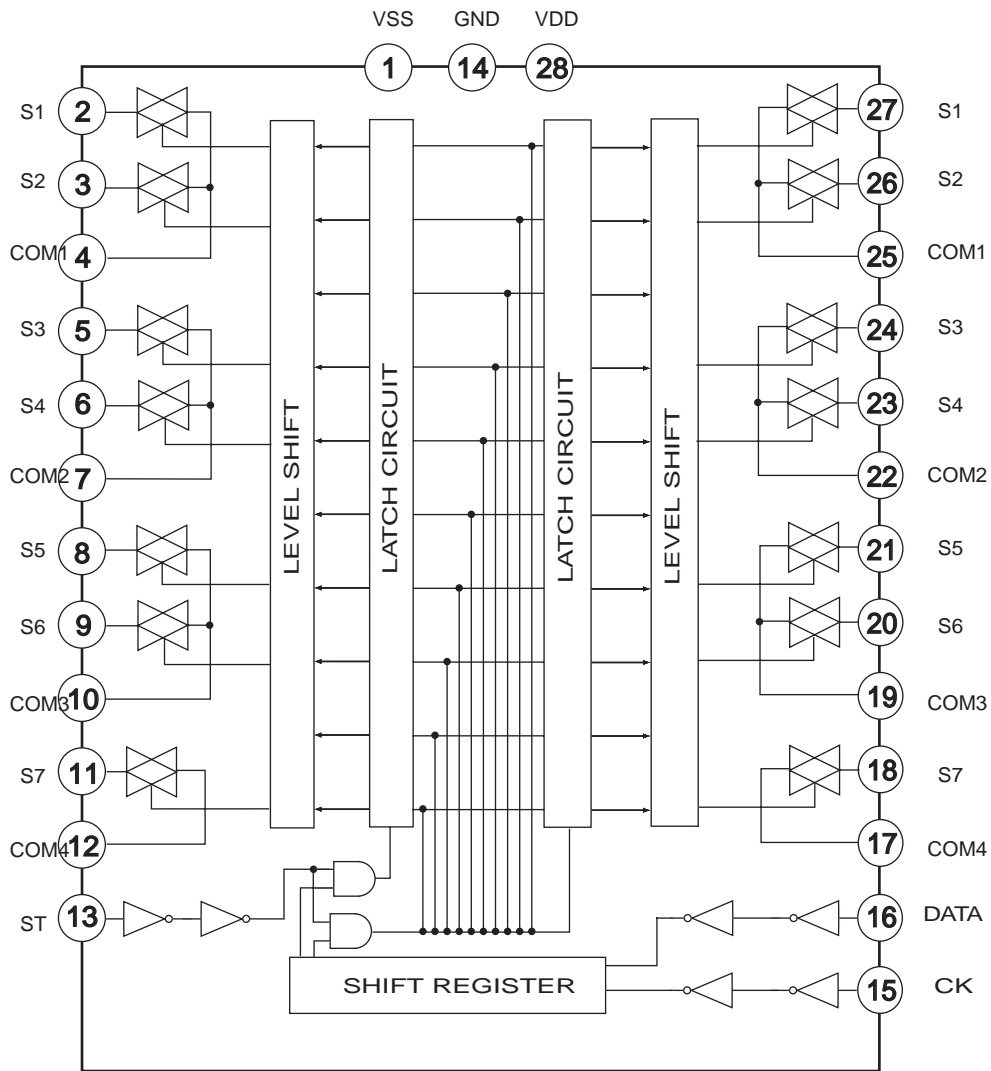 VSS GND VDD
1 14 28
S1 2 27 S1
S2 3 26 S2
COM1 4 25 COM1
S3 5 24 S3
S4 6 23 S4
COM2 7 22 COM2
S5 8 21 S5
S6 9 20 S6
COM3 10 19 COM3
S7 11 18 S7
COM4 12 17 COM4
LEVEL SHIFT
LATCH CIRCUIT
LATCH CIRCUIT
LEVEL SHIFT
ST 13 16 DATA
SHIFT REGISTER 15 CK